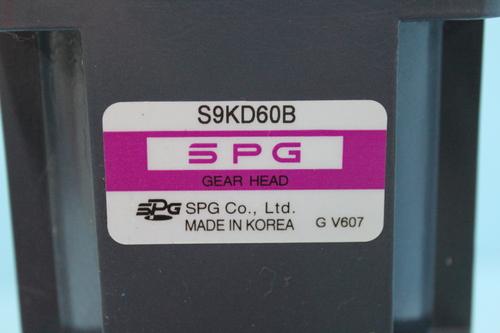 S9KD60B
SPG
GEAR HEAD
SPG SPG Co., Ltd.
MADE IN KOREA G V607